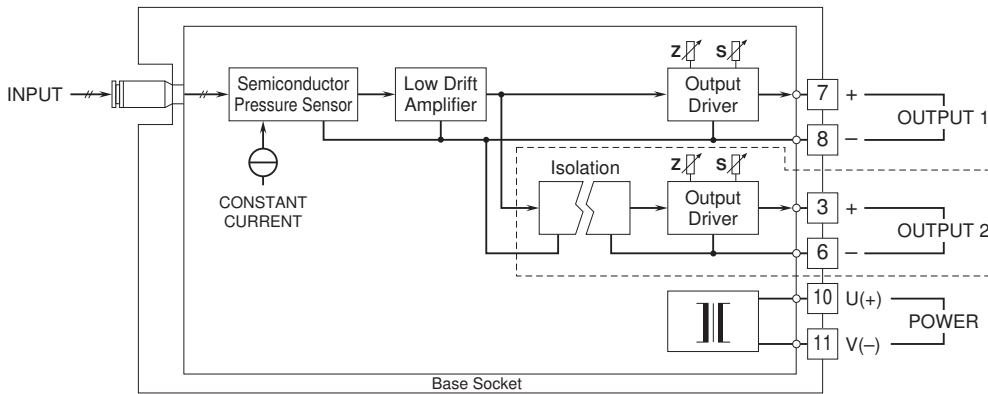 INPUT
Semiconductor
Pressure Sensor
Low Drift
Amplifier
Z
S
Output
Driver
7
+
8
–
OUTPUT 1
CONSTANT
CURRENT
Isolation
Z
S
Output
Driver
3
+
6
–
OUTPUT 2
10
U(+)
11
V(–)
POWER
Base Socket